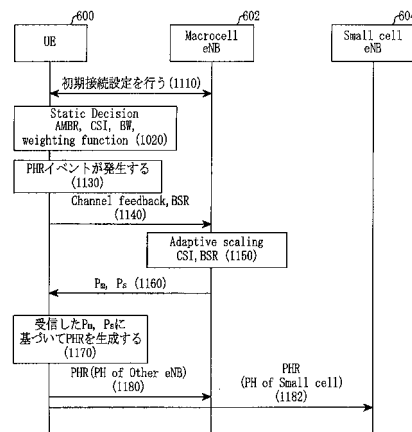 600
602
604
UE
Macrocell
eNB
Small cell
eNB
初期接続設定を行う(1110)
Static Decision
AMBR, CSI, BW,
weighting function (1020)
PHRイベントが発生する
(1130)
Channel feedback,BSR
(1140)
Adaptive scaling
CSI,BSR (1150)
Pm, Ps (1160)
受信したPm, Psに
基づいてPHRを生成する
(1170)
PHR(PH of Other eNB)
(1180)
PHR
(PH of Small cell)
(1182)